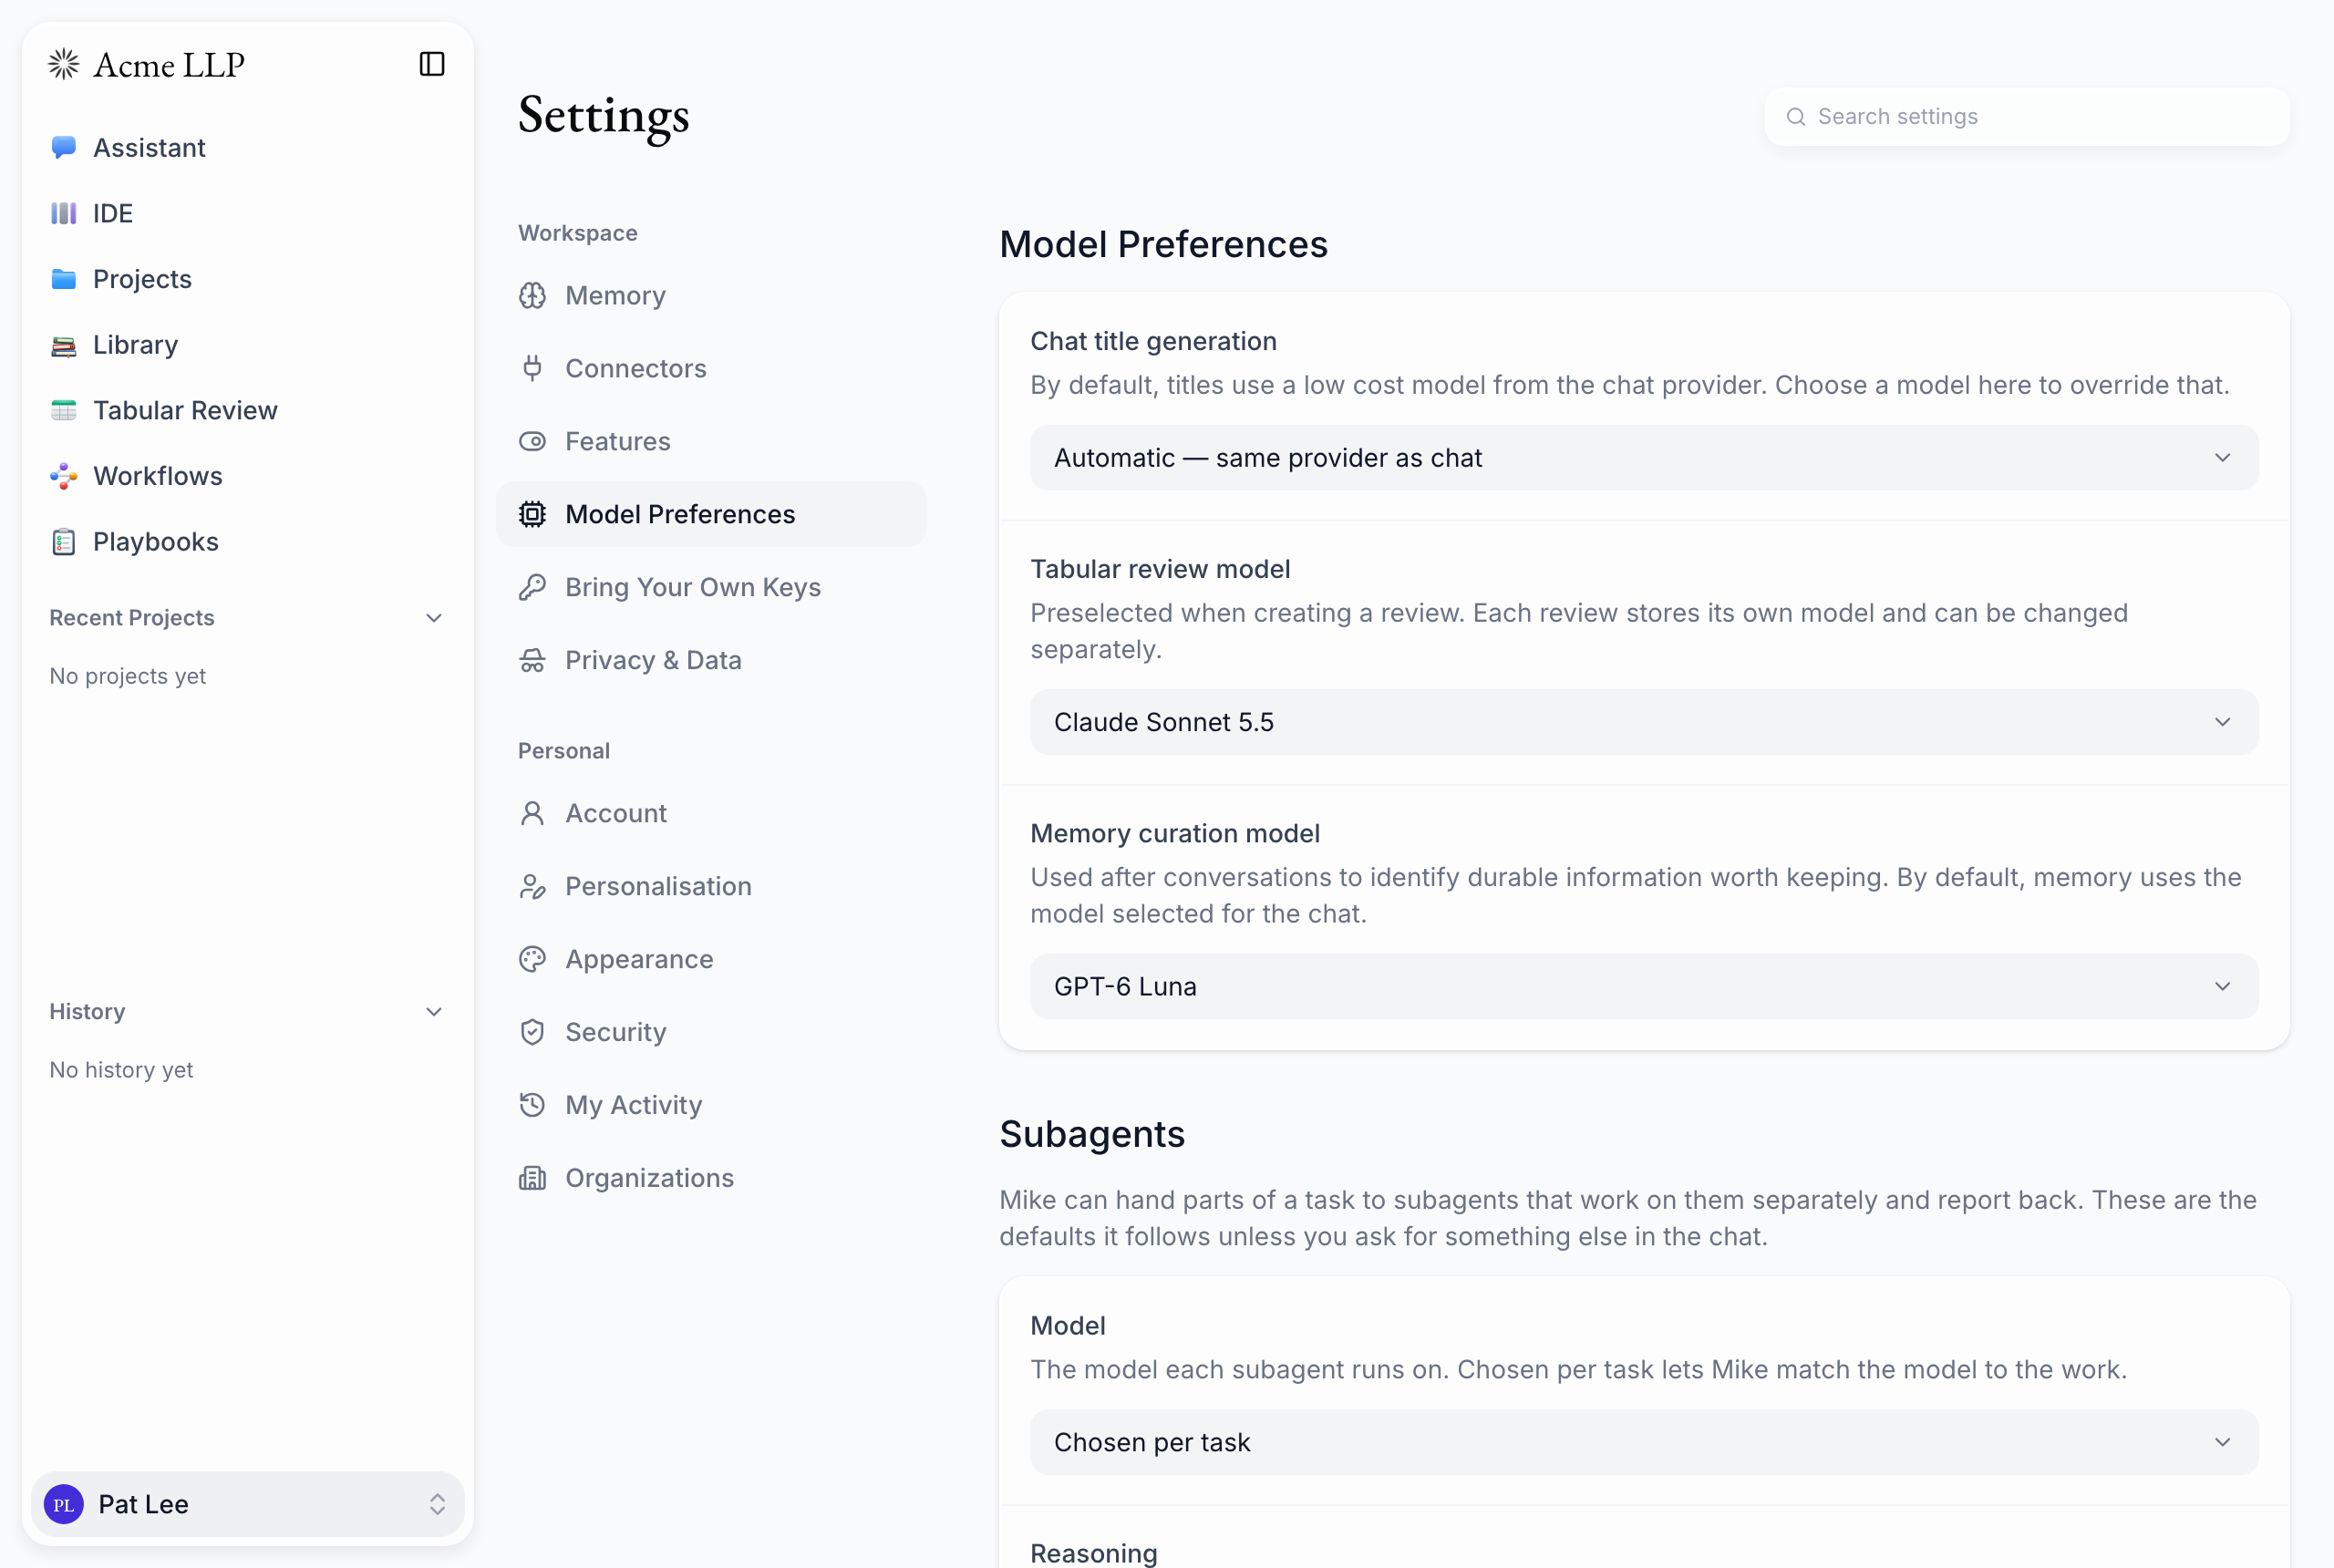 Acme LLP
Assistant
IDE
Projects
Library
Tabular Review
Workflows
Playbooks
Recent Projects
No projects yet
History
No history yet
PL
Pat Lee
Settings
Search settings
Workspace
Memory
Connectors
Features
Model Preferences
Bring Your Own Keys
Privacy & Data
Personal
Account
Personalisation
Appearance
Security
My Activity
Organizations
Model Preferences
Chat title generation
By default, titles use a low cost model from the chat provider. Choose a model here to override that.
Automatic — same provider as chat
Tabular review model
Preselected when creating a review. Each review stores its own model and can be changed
separately.
Claude Sonnet 5.5
Memory curation model
Used after conversations to identify durable information worth keeping. By default, memory uses the
model selected for the chat.
GPT-6 Luna
Subagents
Mike can hand parts of a task to subagents that work on them separately and report back. These are the
defaults it follows unless you ask for something else in the chat.
Model
The model each subagent runs on. Chosen per task lets Mike match the model to the work.
Chosen per task
Reasoning